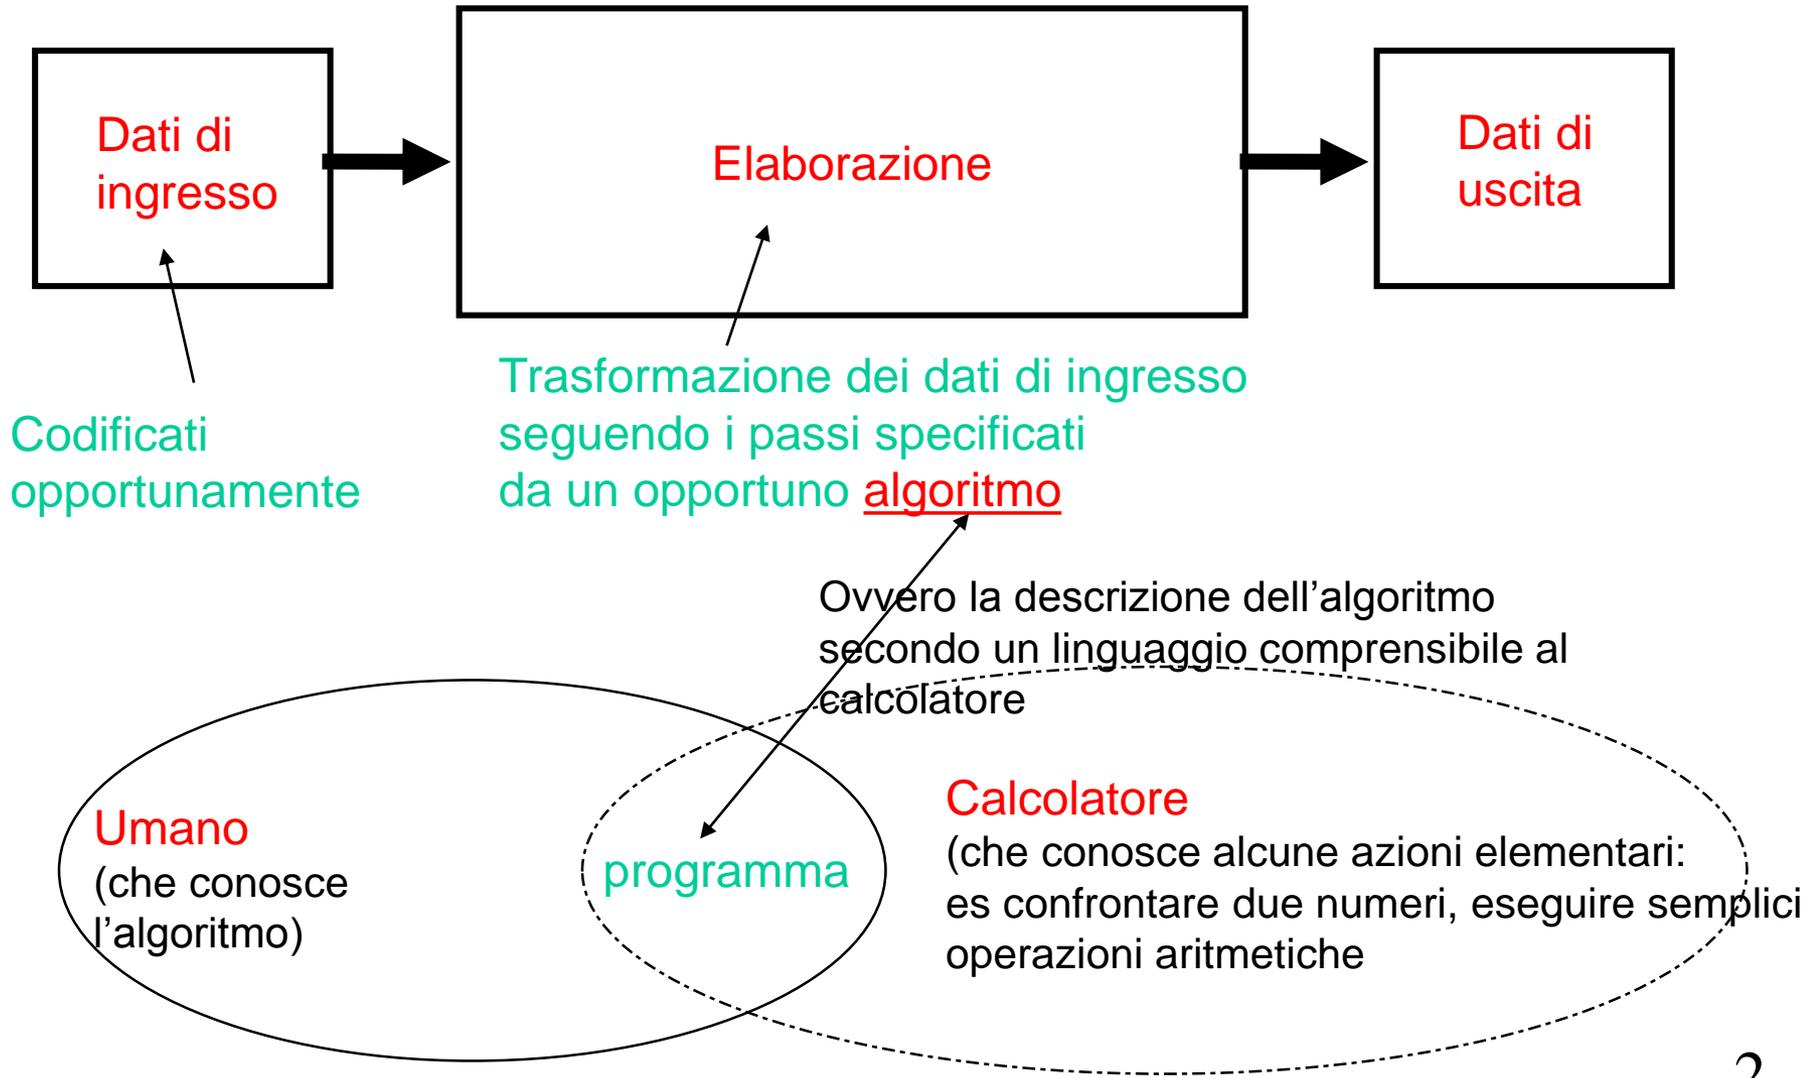 Dati di
ingresso
Elaborazione
Dati di
uscita
Codificati
opportunamente
Trasformazione dei dati di ingresso
seguendo i passi specificati
da un opportuno algoritmo
Ovvero la descrizione dell’algoritmo
secondo un linguaggio comprensibile al
calcolatore
Umano
(che conosce
l’algoritmo)
programma
Calcolatore
(che conosce alcune azioni elementari:
es confrontare due numeri, eseguire semplici
operazioni aritmetiche